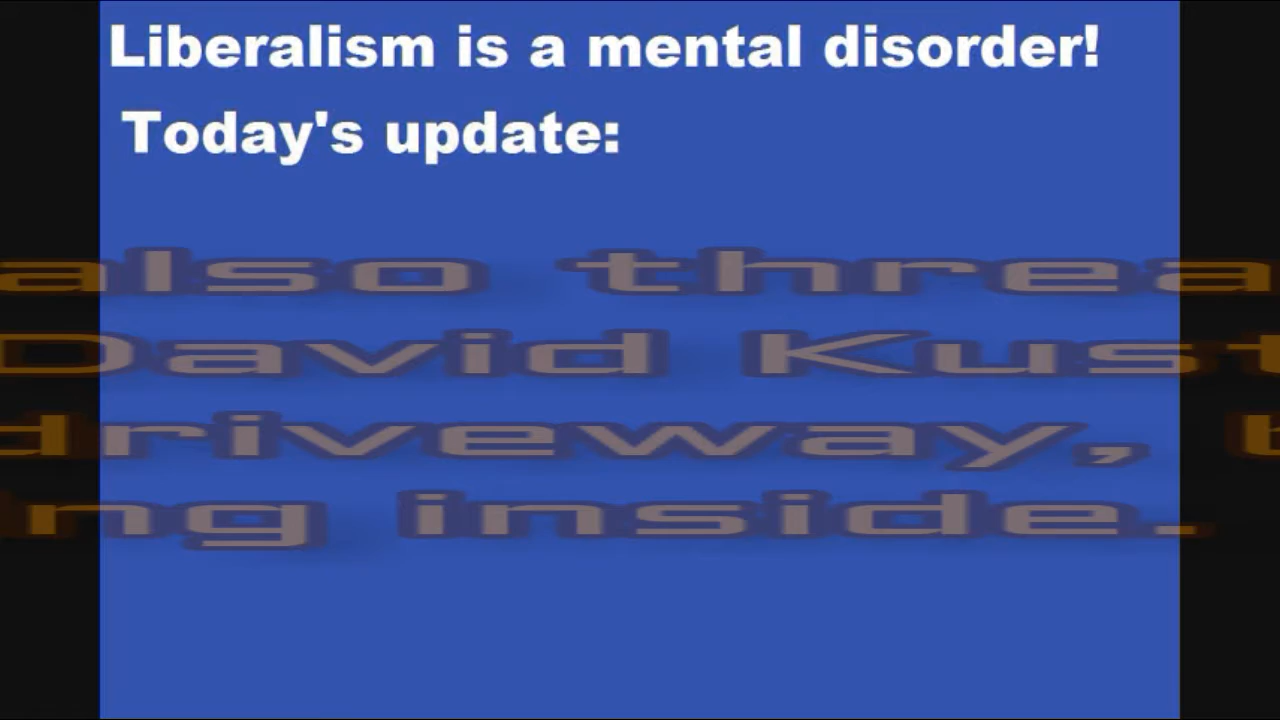 Liberalism is a mental disorder!
Today's update:
also
David
driveway,
inside.